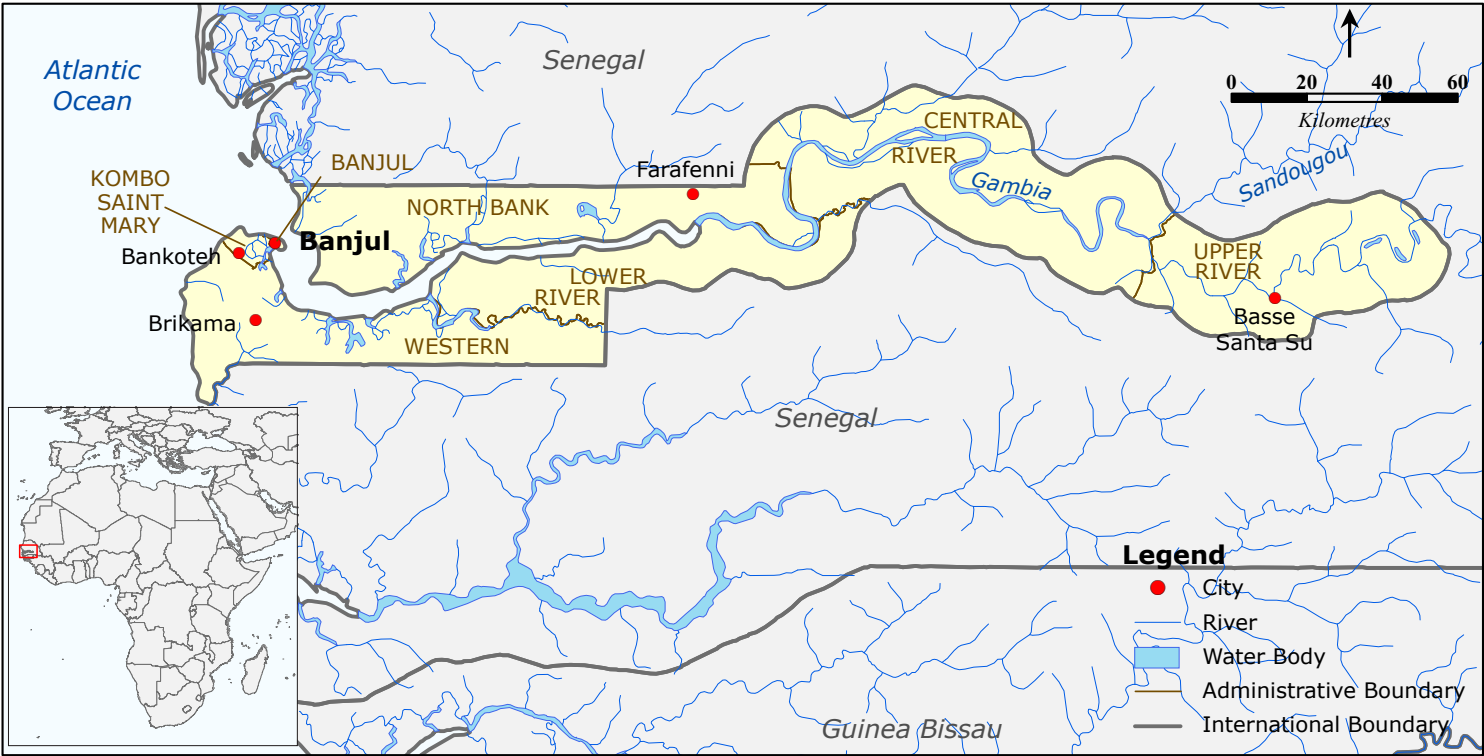 Atlantic
Ocean
Senegal
0 20 40 60
Kilometres
CENTRAL
RIVER
Gambia
Sandougou
BANJUL
Farafenni
KOMBO
SAINT
MARY
NORTH BANK
Banjul
Bankoteh
UPPER
RIVER
LOWER
RIVER
Brikama
WESTERN
Basse
Santa Su
Senegal
Legend
City
River
Water Body
Administrative Boundary
International Boundary
Guinea Bissau